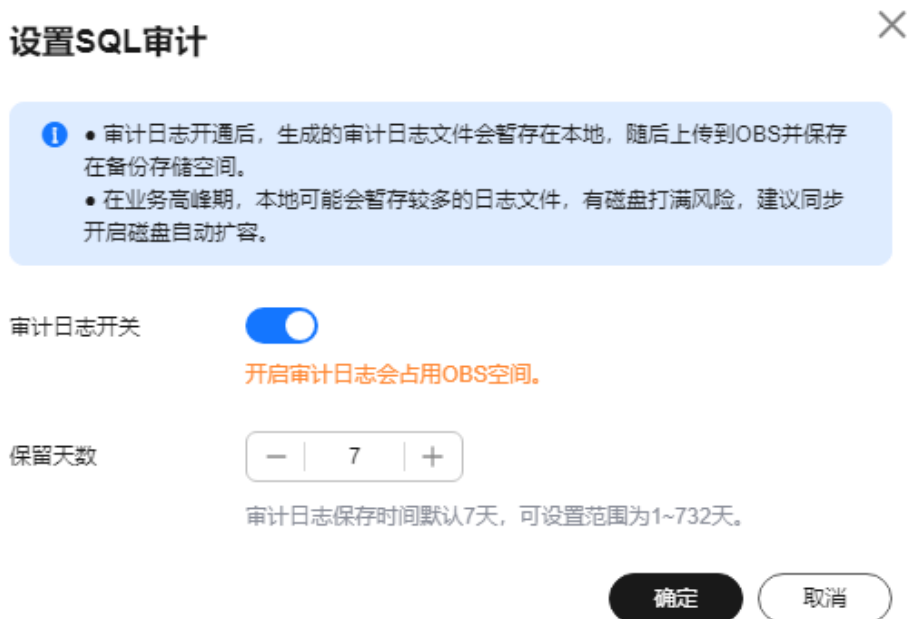 设置SQL审计
● 审计日志开通后，生成的审计日志文件会暂存在本地，随后上传到OBS并保存
在备份存储空间。
● 在业务高峰期，本地可能会暂存较多的日志文件，有磁盘打满风险，建议同步
开启磁盘自动扩容。
审计日志开关
开启审计日志会占用OBS空间。
保留天数
7
审计日志保存时间默认7天，可设置范围为1~732天。
确定
取消